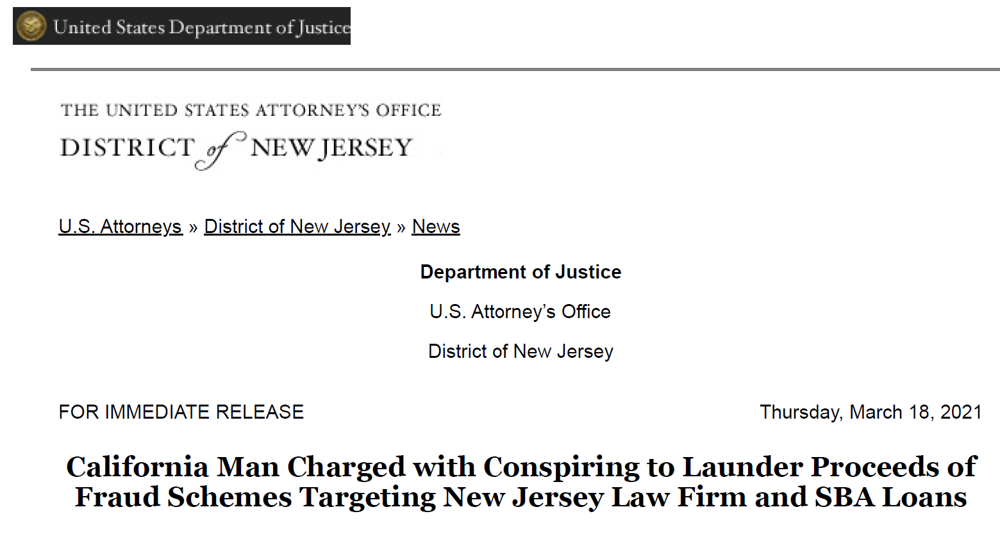 United States Department of Justice
THE UNITED STATES ATTORNEY'S OFFICE
DISTRICT of NEW JERSEY
U.S. Attorneys » District of New Jersey » News
Department of Justice
U.S. Attorney’s Office
District of New Jersey
FOR IMMEDIATE RELEASE Thursday, March 18, 2021
California Man Charged with Conspiring to Launder Proceeds of
Fraud Schemes Targeting New Jersey Law Firm and SBA Loans